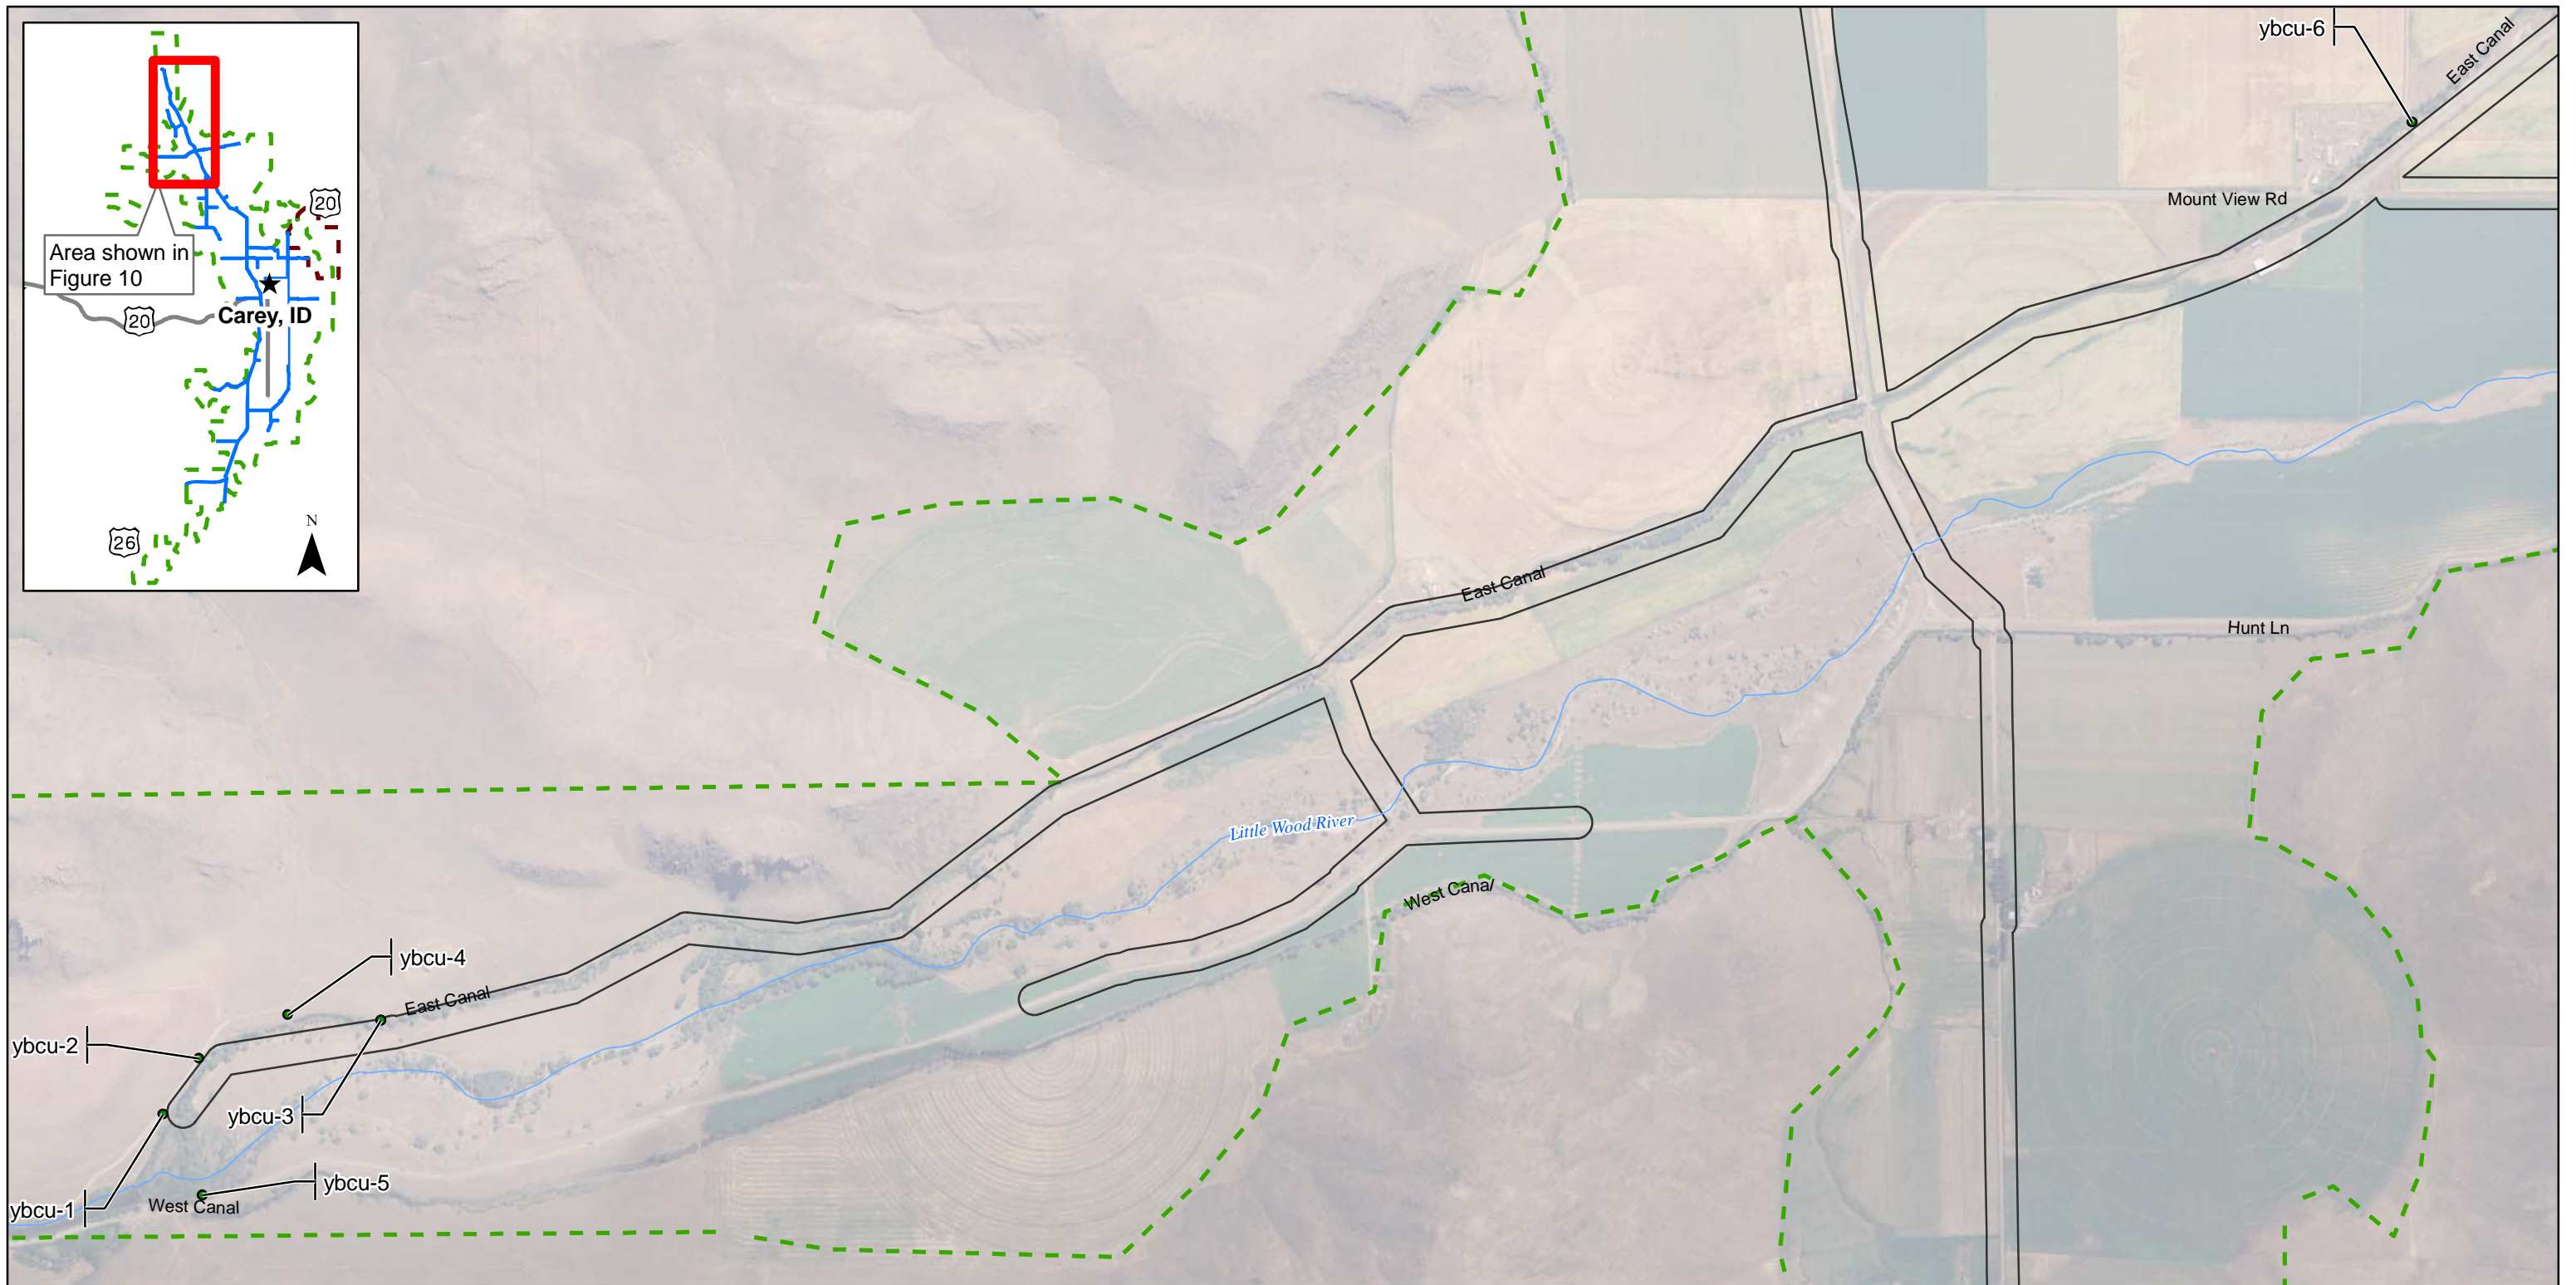 20
Area shown in
Figure 10
20
Carey, ID
26
N
ybcu-6
East Canal
Mount View Rd
East Canal
Hunt Ln
Little Wood River
West Canal
ybcu-4
East Canal
ybcu-2
ybcu-3
ybcu-5
West Canal
ybcu-1